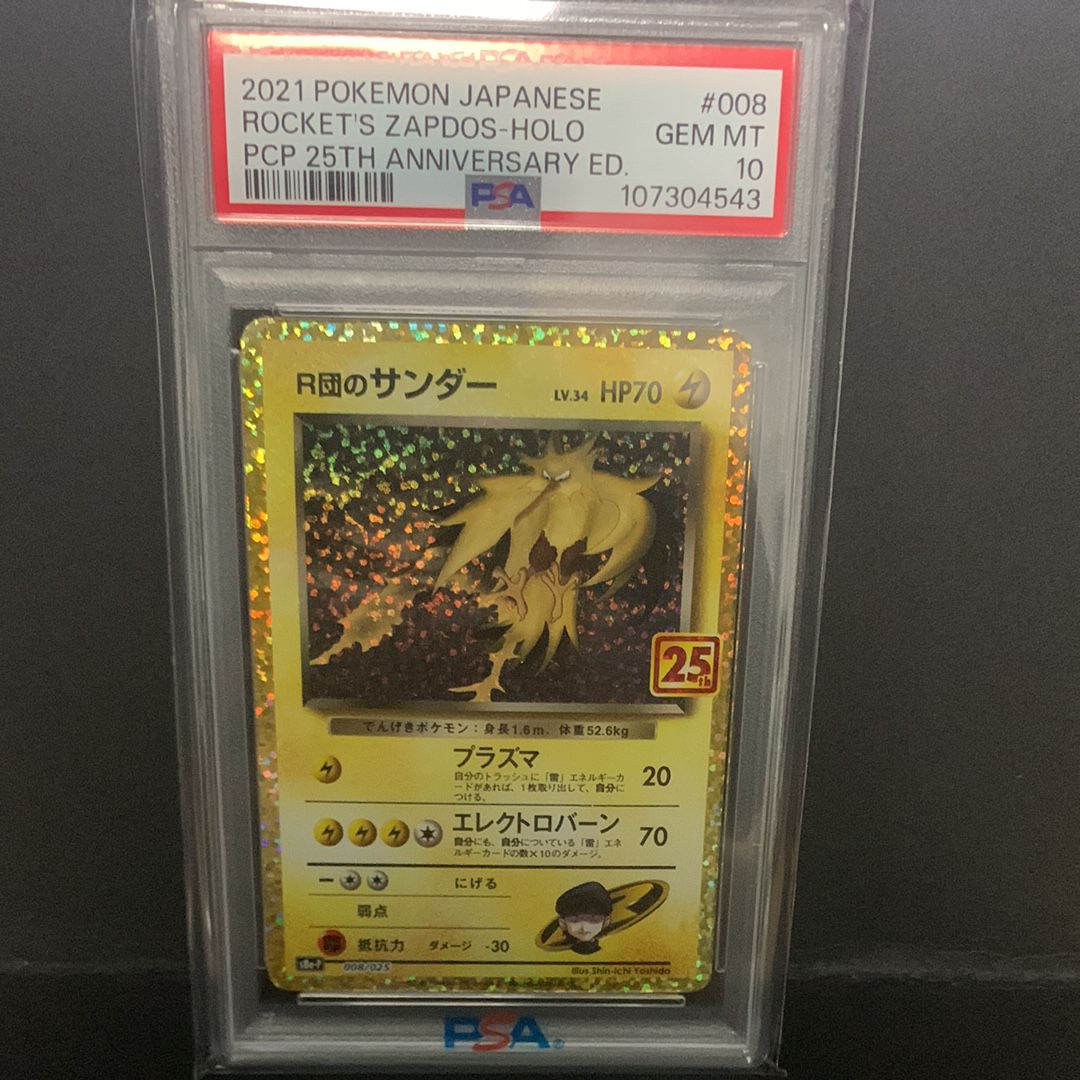 2021 POKEMON JAPANESE #008
ROCKET'S ZAPDOS-HOLO GEM MT
PCP 25TH ANNIVERSARY ED. 10
PSA 107304543
R団のサンダー LV.34 HP70
25th
でんげきポケモン：身長1.6m、体重52.6kg
プラズマ 20
自分のトラッシュに「雷」エネルギーカ
ードがあれば、1枚取り出して、自分に
つける。
エレクトロバーン 70
自分にも、自分についている「雷」エネ
ルギーカードの数×10のダメージ。
にげる
弱点
抵抗力 ダメージ -30
s8a-P 008/025 Illus.Shin-ichi Yoshida
PSA